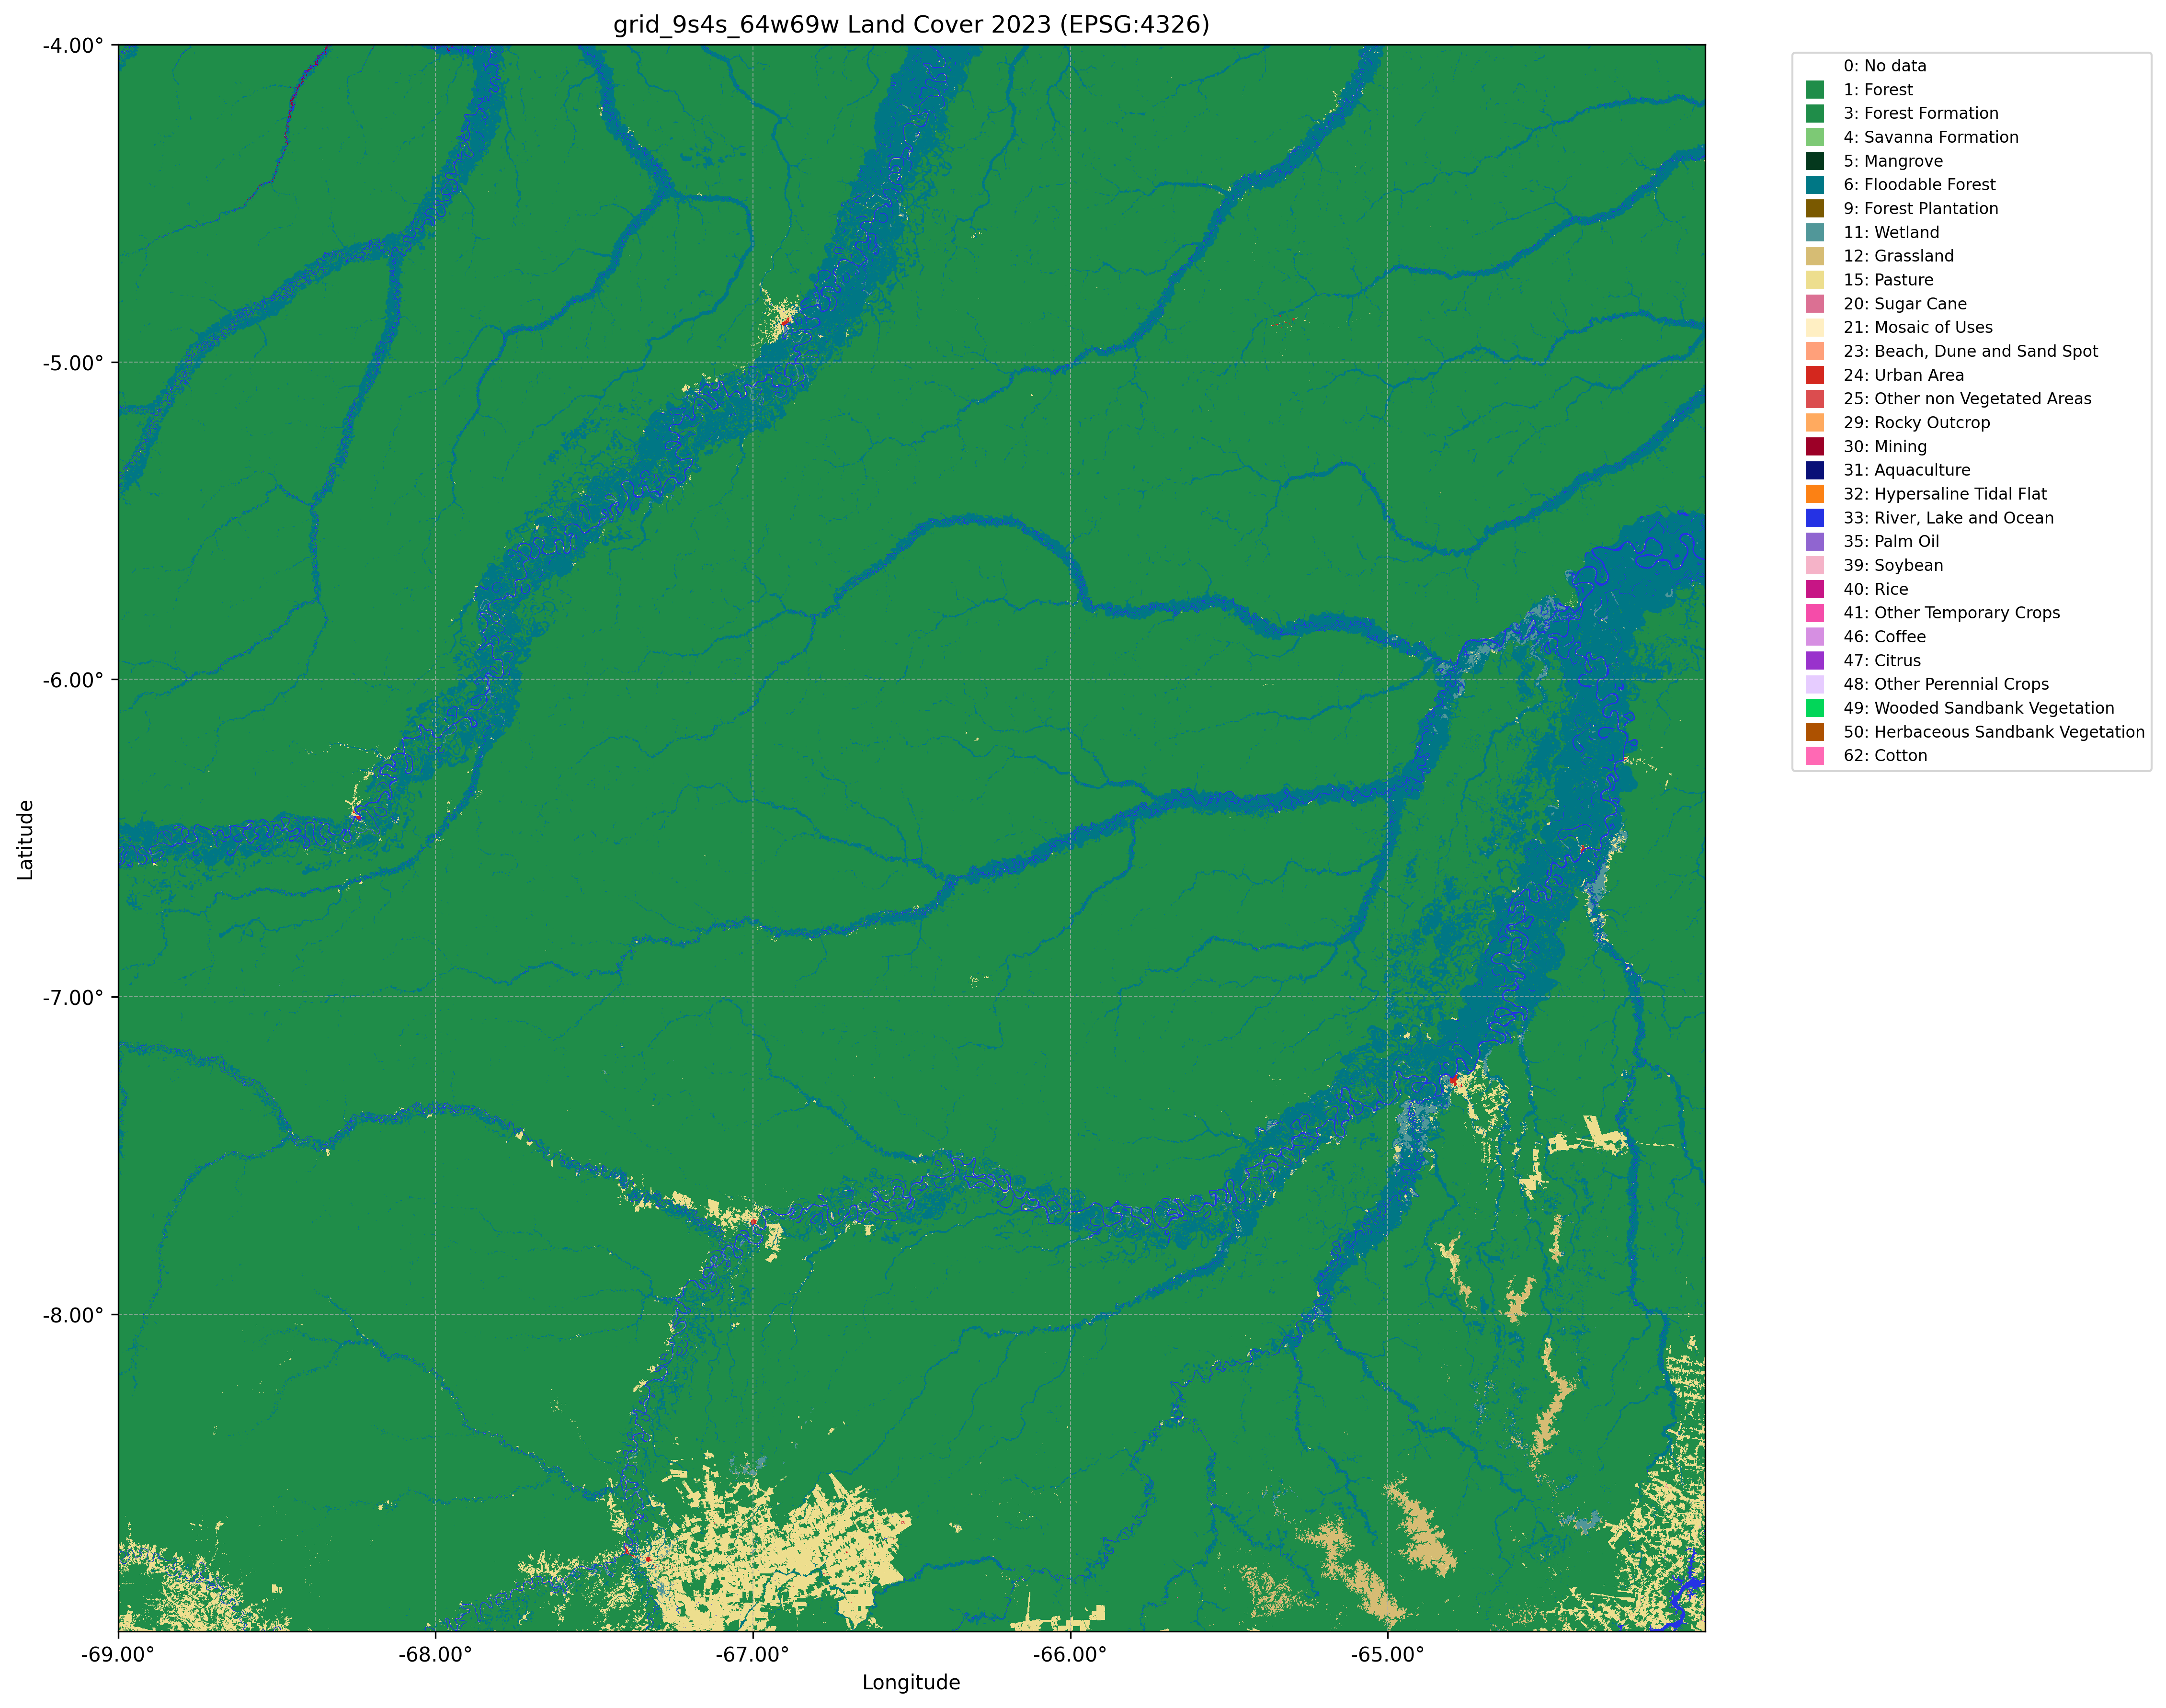 grid_9s4s_64w69w Land Cover 2023 (EPSG:4326)
-4.00°
-5.00°
-6.00°
-7.00°
-8.00°
Latitude
-69.00°
-68.00°
-67.00°
-66.00°
-65.00°
Longitude
0: No data
1: Forest
3: Forest Formation
4: Savanna Formation
5: Mangrove
6: Floodable Forest
9: Forest Plantation
11: Wetland
12: Grassland
15: Pasture
20: Sugar Cane
21: Mosaic of Uses
23: Beach, Dune and Sand Spot
24: Urban Area
25: Other non Vegetated Areas
29: Rocky Outcrop
30: Mining
31: Aquaculture
32: Hypersaline Tidal Flat
33: River, Lake and Ocean
35: Palm Oil
39: Soybean
40: Rice
41: Other Temporary Crops
46: Coffee
47: Citrus
48: Other Perennial Crops
49: Wooded Sandbank Vegetation
50: Herbaceous Sandbank Vegetation
62: Cotton